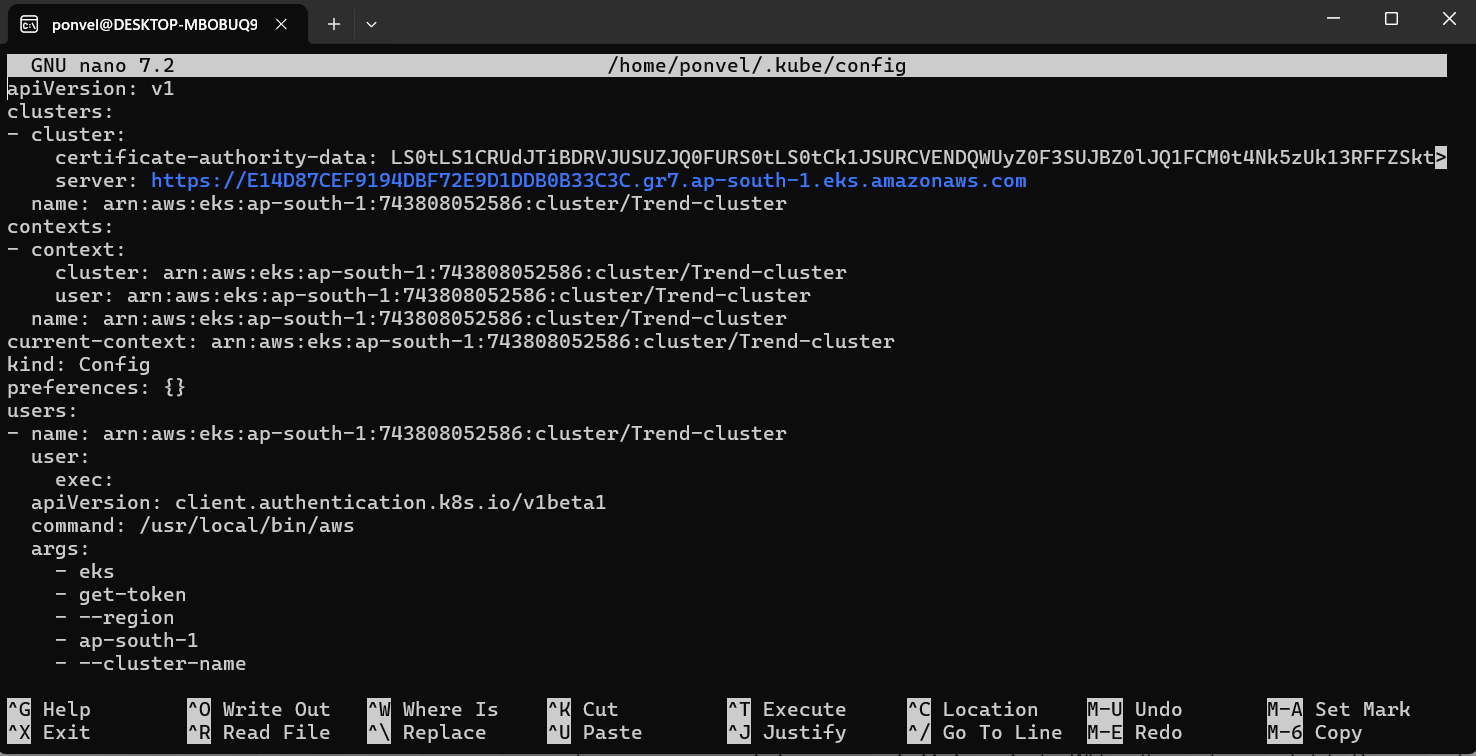 ponvel@DESKTOP-MBOBUQ9
GNU nano 7.2 /home/ponvel/.kube/config
apiVersion: v1
clusters:
- cluster:
    certificate-authority-data: LS0tLS1CRUdJTiBDRVJUSUZJQ0FURS0tLS0tCk1JSURCVENDQWUyZ0F3SUJBZ0lJQ1FCM0t4Nk5zUk13RFFZSkt>
    server: https://E14D87CEF9194DBF72E9D1DDB0B33C3C.gr7.ap-south-1.eks.amazonaws.com
  name: arn:aws:eks:ap-south-1:743808052586:cluster/Trend-cluster
contexts:
- context:
    cluster: arn:aws:eks:ap-south-1:743808052586:cluster/Trend-cluster
    user: arn:aws:eks:ap-south-1:743808052586:cluster/Trend-cluster
  name: arn:aws:eks:ap-south-1:743808052586:cluster/Trend-cluster
current-context: arn:aws:eks:ap-south-1:743808052586:cluster/Trend-cluster
kind: Config
preferences: {}
users:
- name: arn:aws:eks:ap-south-1:743808052586:cluster/Trend-cluster
  user:
    exec:
  apiVersion: client.authentication.k8s.io/v1beta1
  command: /usr/local/bin/aws
  args:
    - eks
    - get-token
    - --region
    - ap-south-1
    - --cluster-name
^G Help ^O Write Out ^W Where Is ^K Cut ^T Execute ^C Location M-U Undo M-A Set Mark
^X Exit ^R Read File ^\ Replace ^U Paste ^J Justify ^/ Go To Line M-E Redo M-6 Copy